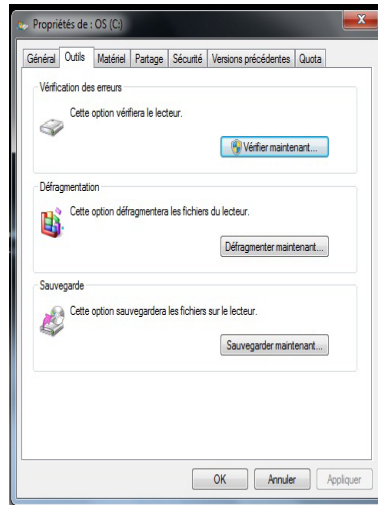 Propriétés de : OS (C:)
Général Outils Matériel Partage Sécurité Versions précédentes Quota
Vérification des erreurs
Cette option vérifiera le lecteur.
Vérifier maintenant...
Défragmentation
Cette option défragmentera les fichiers du lecteur.
Défragmenter maintenant...
Sauvegarde
Cette option sauvegardera les fichiers sur le lecteur.
Sauvegarder maintenant...
OK Annuler Appliquer